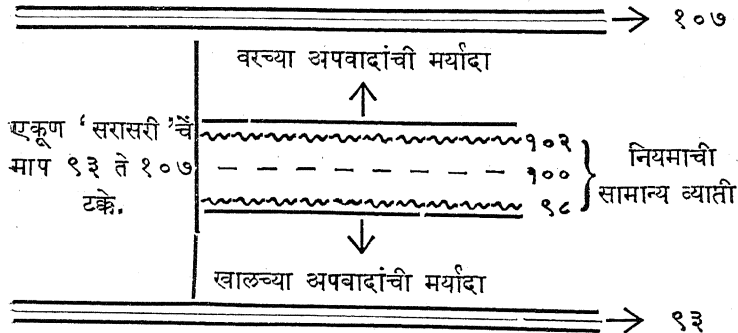 १०७
वरच्या अपवादांची मर्यादा
एकूण ‘सरासरी’चें
माप ९३ ते १०७
टक्के.
१०२
१००
९८
नियमाची
सामान्य व्याती
खालच्या अपवादांची मर्यादा
९३